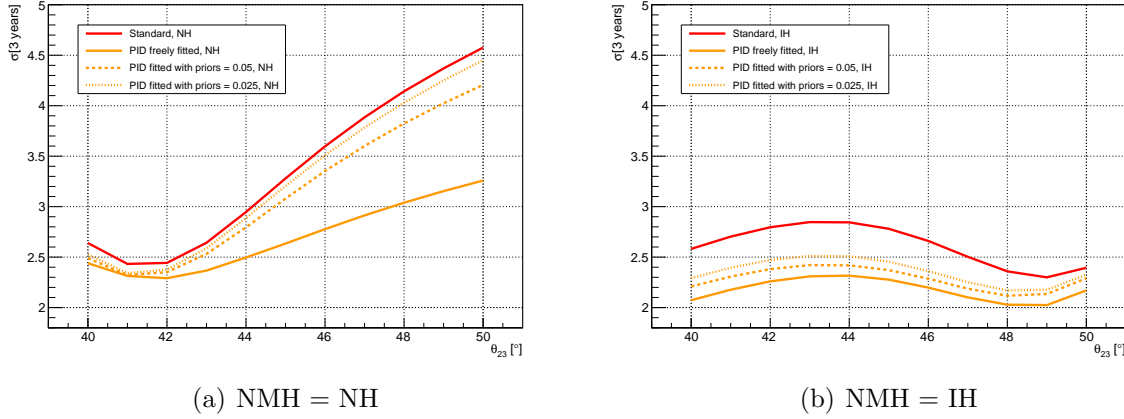 σ[3 years]
5
4.5
4
3.5
3
2.5
2
Standard, NH
PID freely fitted, NH
PID fitted with priors = 0.05, NH
PID fitted with priors = 0.025, NH
40 42 44 46 48 50
θ23 [°]
(a) NMH = NH
σ[3 years]
5
4.5
4
3.5
3
2.5
2
Standard, IH
PID freely fitted, IH
PID fitted with priors = 0.05, IH
PID fitted with priors = 0.025, IH
40 42 44 46 48 50
θ23 [°]
(b) NMH = IH